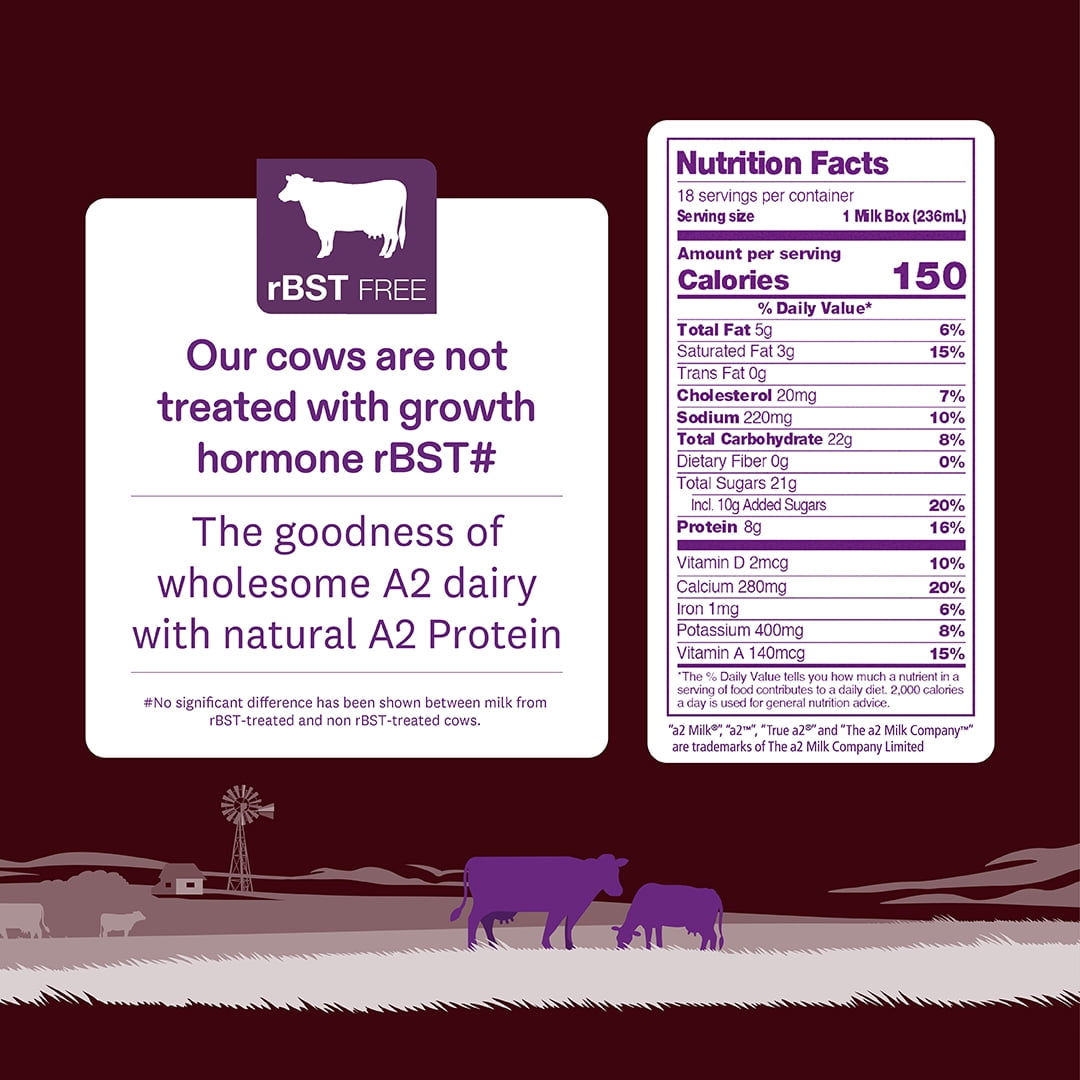 rBST FREE
Our cows are not
treated with growth
hormone rBST#
The goodness of
wholesome A2 dairy
with natural A2 Protein
#No significant difference has been shown between milk from
rBST-treated and non rBST-treated cows.
Nutrition Facts
18 servings per container
Serving size 1 Milk Box (236mL)
Amount per serving
Calories 150
% Daily Value*
Total Fat 5g 6%
Saturated Fat 3g 15%
Trans Fat 0g
Cholesterol 20mg 7%
Sodium 220mg 10%
Total Carbohydrate 22g 8%
Dietary Fiber 0g 0%
Total Sugars 21g
Incl. 10g Added Sugars 20%
Protein 8g 16%
Vitamin D 2mcg 10%
Calcium 280mg 20%
Iron 1mg 6%
Potassium 400mg 8%
Vitamin A 140mcg 15%
*The % Daily Value tells you how much a nutrient in a
serving of food contributes to a daily diet. 2,000 calories
a day is used for general nutrition advice.
"a2 Milk®", "a2™", "True a2®" and "The a2 Milk Company™"
are trademarks of The a2 Milk Company Limited